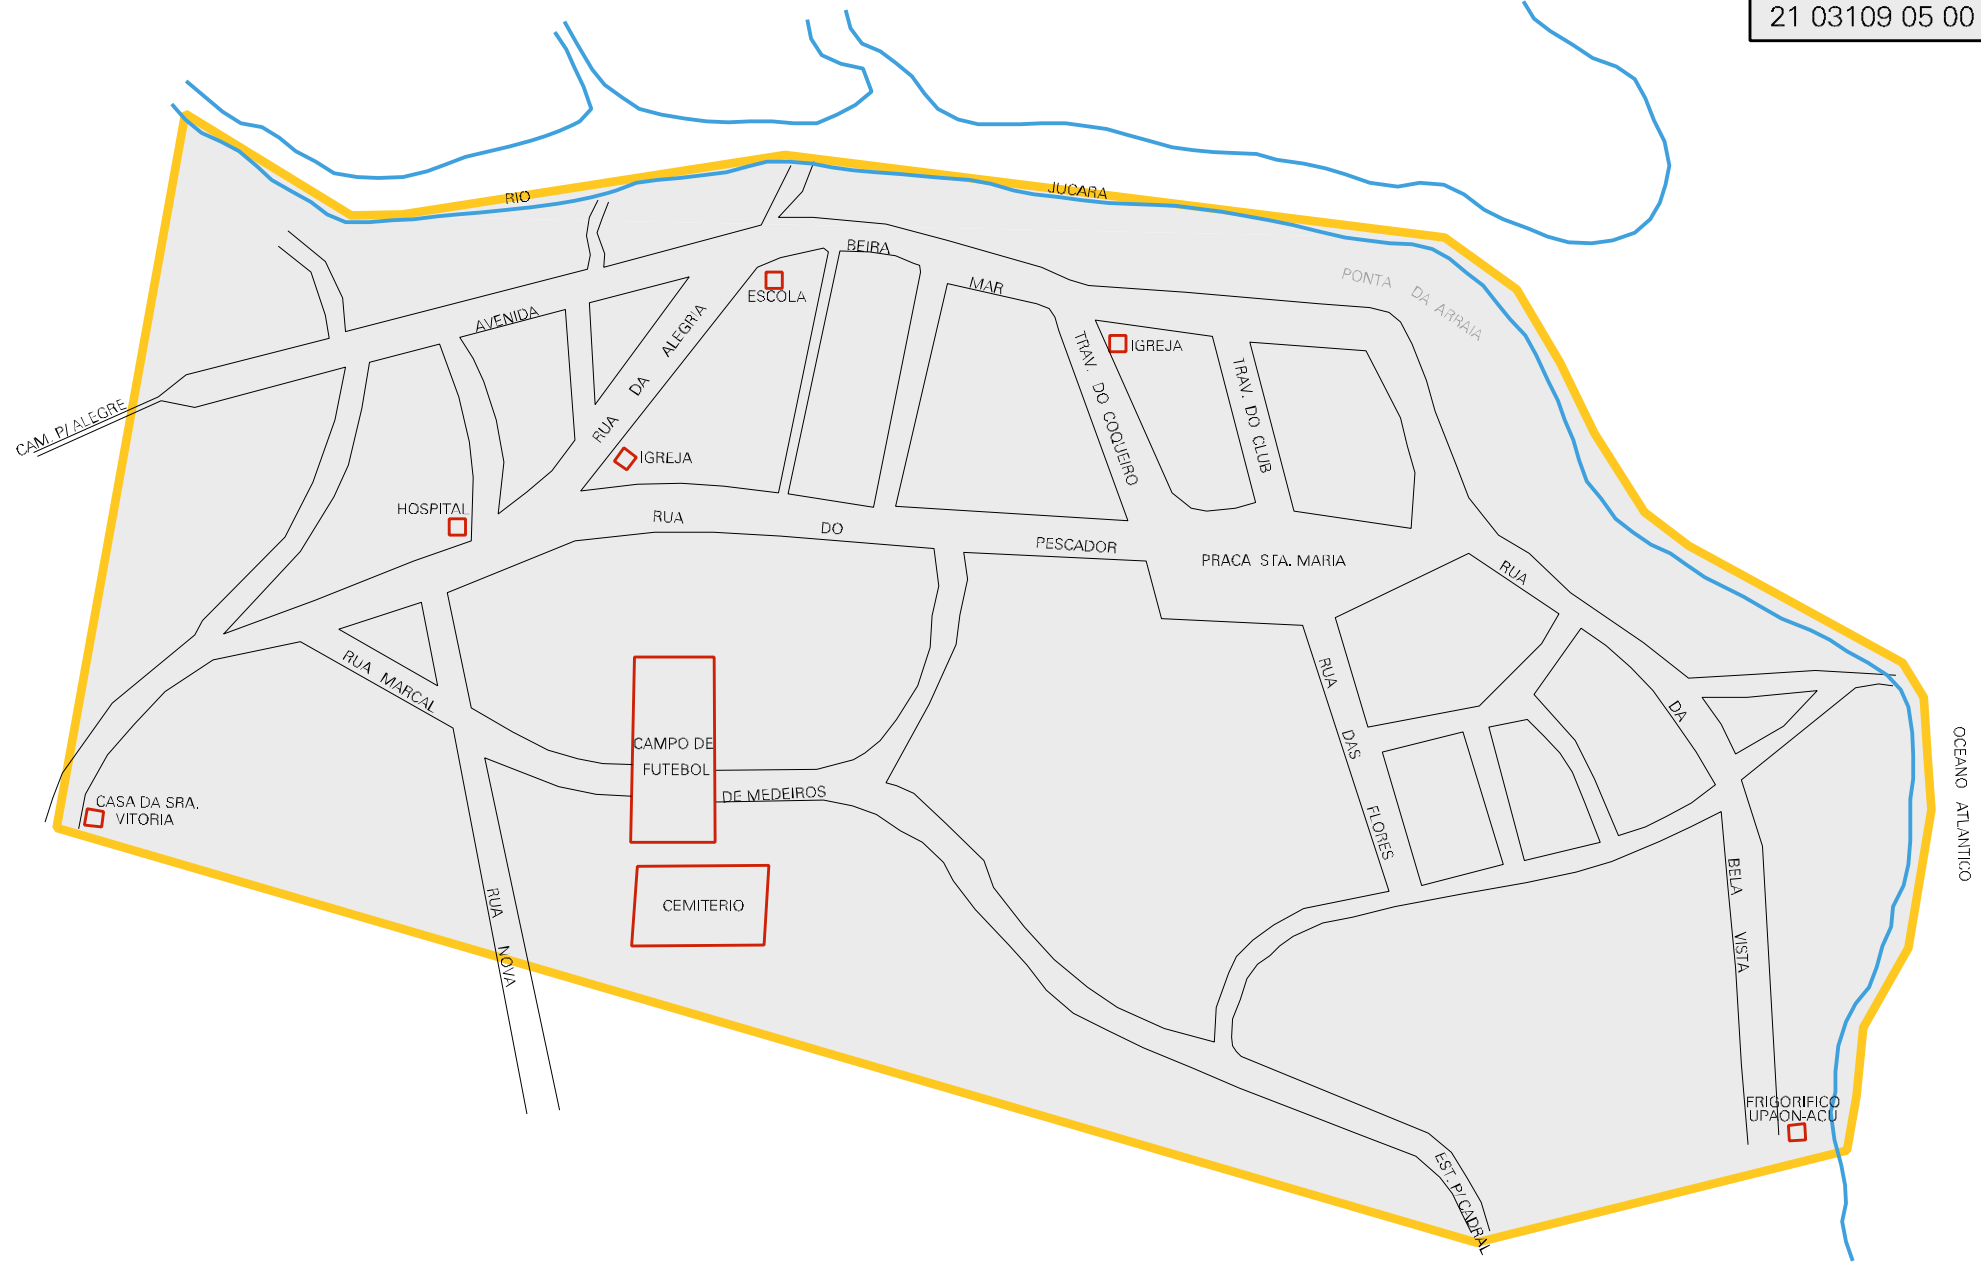 21 03109 05 00
RIO JUCARA
BEIRA MAR
PONTA DA ARRAIA
ESCOLA
AVENIDA
RUA DA ALEGRIA
TRAV. DO COQUEIRO
IGREJA
TRAV. DO CLUB
CAM. P/ ALEGRE
IGREJA
HOSPITAL
RUA DO PESCADOR
PRACA STA. MARIA
RUA DA BELA VISTA
RUA MARCAL DE MEDEIROS
RUA DAS FLORES
CAMPO DE
FUTEBOL
OCEANO ATLANTICO
CASA DA SRA.
VITORIA
CEMITERIO
RUA NOVA
FRIGORIFICO
UPAON-ACU
EST. P/ CADRAL